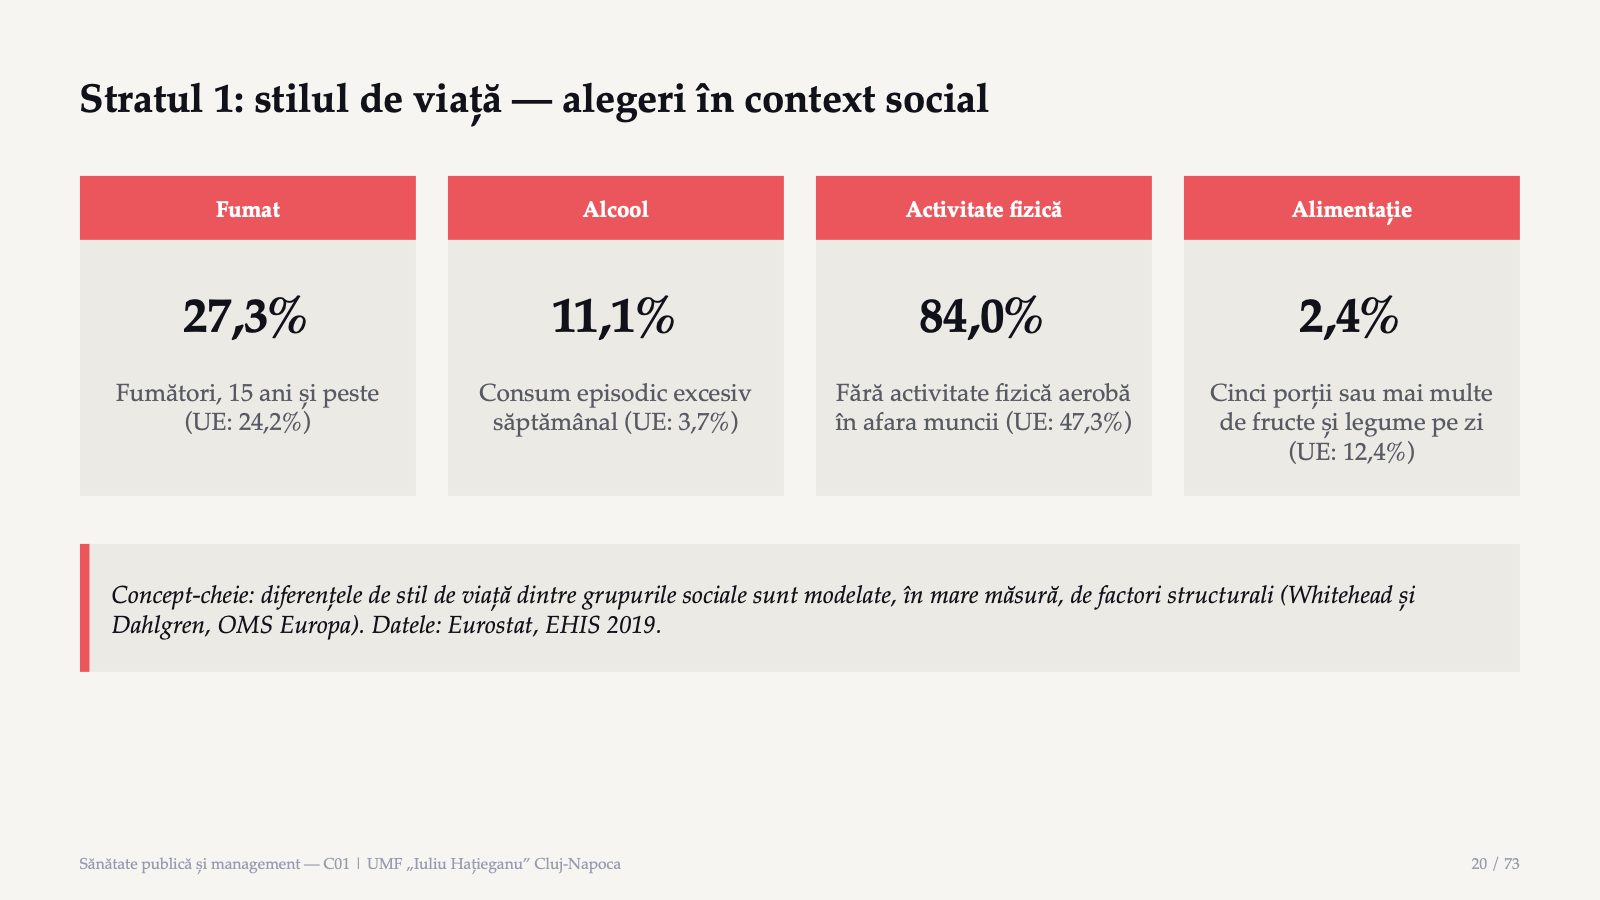 Stratul 1: stilul de viață — alegeri în context social
Fumat
27,3%
Fumători, 15 ani și peste
(UE: 24,2%)
Alcool
11,1%
Consum episodic excesiv
săptămânal (UE: 3,7%)
Activitate fizică
84,0%
Fără activitate fizică aerobă
în afara muncii (UE: 47,3%)
Alimentație
2,4%
Cinci porții sau mai multe
de fructe și legume pe zi
(UE: 12,4%)
Concept-cheie: diferențele de stil de viață dintre grupurile sociale sunt modelate, în mare măsură, de factori structurali (Whitehead și
Dahlgren, OMS Europa). Datele: Eurostat, EHIS 2019.
Sănătate publică și management — C01 | UMF „Iuliu Hațieganu” Cluj-Napoca
20 / 73